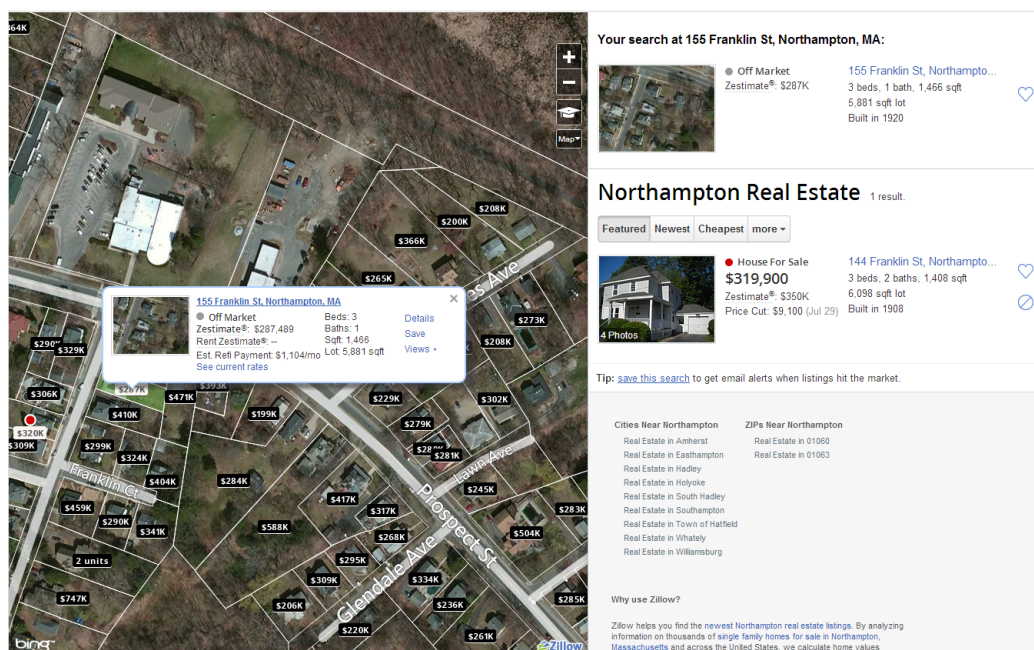 $364K
Map
$208K
$200K
$366K
$265K
es Ave
$273K
$208K
155 Franklin St, Northampton, MA
Off Market
Zestimate®: $287,489
Rent Zestimate®: --
Est. Refi Payment: $1,104/mo
See current rates
Beds: 3
Baths: 1
Sqft: 1,466
Lot: 5,881 sqft
Details
Save
Views
$290K
$329K
$306K
$287K
$393K
$471K
$410K
$199K
$229K
$302K
$320K
$309K
$279K
$299K
$324K
$281K
Lawn Ave
Franklin Ct
$404K
$284K
$245K
Prospect St
$417K
$317K
$459K
$290K
$341K
$588K
$268K
$504K
$283K
2 units
$295K
Glendale Ave
$309K
$334K
$747K
$206K
$236K
$285K
$220K
$261K
bing™
Zillow
Your search at 155 Franklin St, Northampton, MA:
Off Market
Zestimate®: $287K
155 Franklin St, Northampto...
3 beds, 1 bath, 1,466 sqft
5,881 sqft lot
Built in 1920
Northampton Real Estate 1 result.
Featured Newest Cheapest more
4 Photos
House For Sale
$319,900
Zestimate®: $350K
Price Cut: $9,100 (Jul 29)
144 Franklin St, Northampto...
3 beds, 2 baths, 1,408 sqft
6,098 sqft lot
Built in 1908
Tip: save this search to get email alerts when listings hit the market.
Cities Near Northampton
Real Estate in Amherst
Real Estate in Easthampton
Real Estate in Hadley
Real Estate in Holyoke
Real Estate in South Hadley
Real Estate in Southampton
Real Estate in Town of Hatfield
Real Estate in Whately
Real Estate in Williamsburg
ZIPs Near Northampton
Real Estate in 01060
Real Estate in 01063
Why use Zillow?
Zillow helps you find the newest Northampton real estate listings. By analyzing
information on thousands of single family homes for sale in Northampton,
Massachusetts and across the United States, we calculate home values